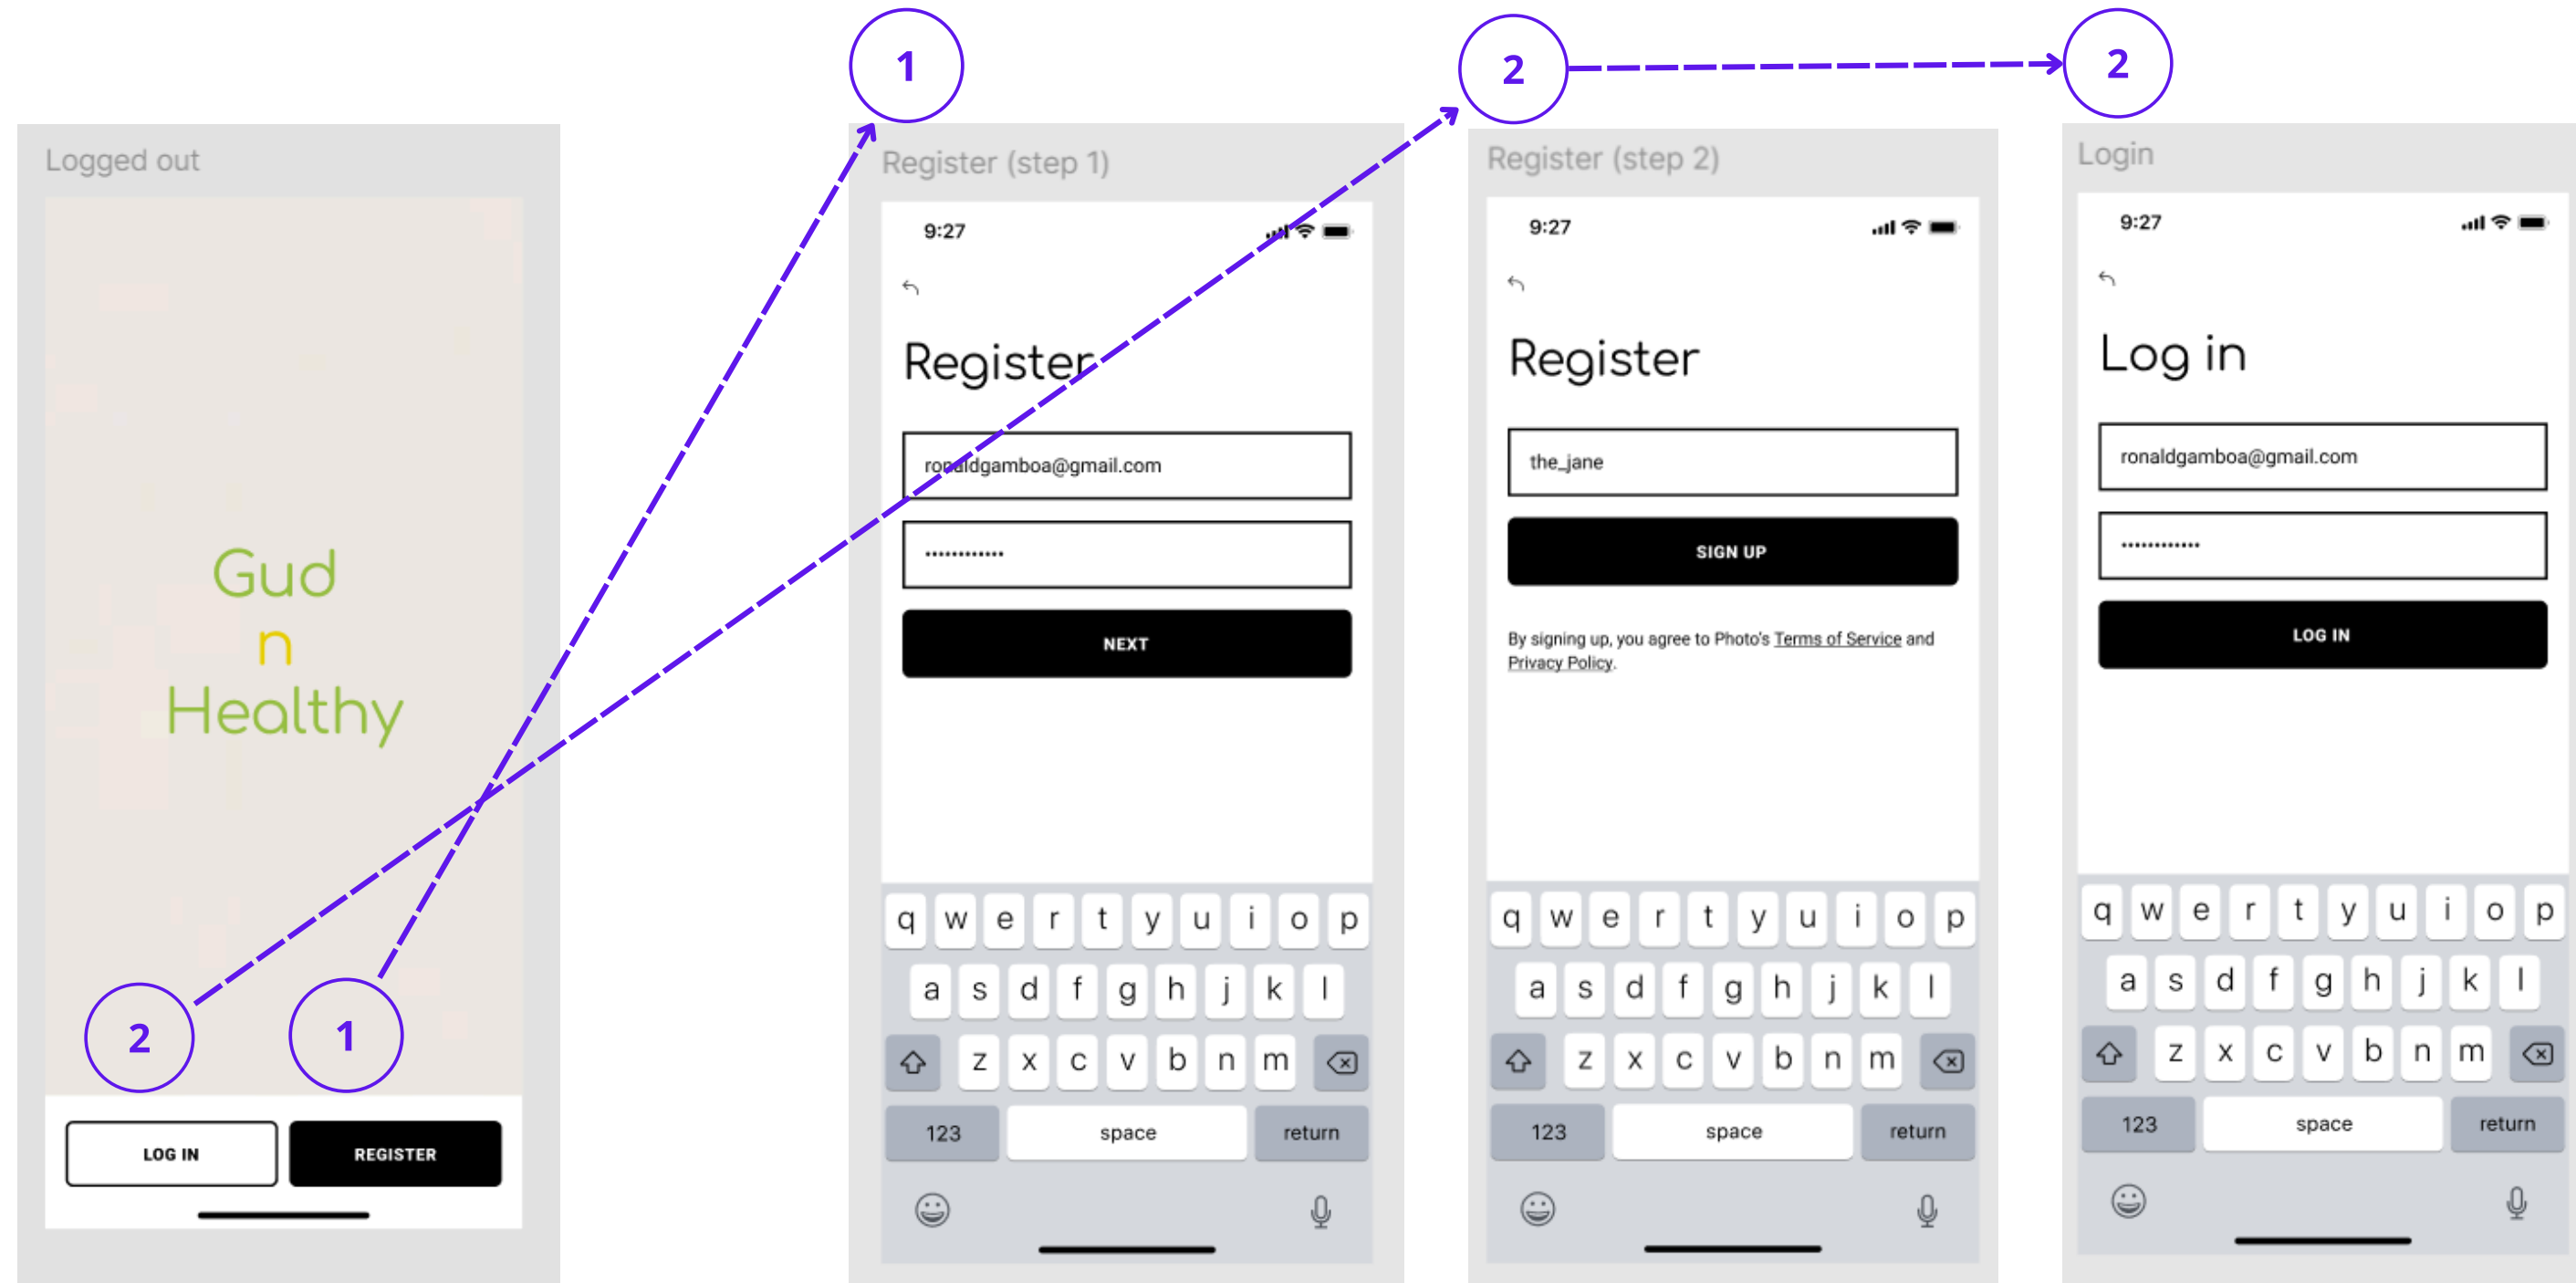 1
2
2
Logged out
Gud
n
Healthy
2
1
LOG IN
REGISTER
Register (step 1)
9:27
Register
ronaldgamboa@gmail.com
••••••••••••
NEXT
q w e r t y u i o p
a s d f g h j k l
z x c v b n m
123 space return
Register (step 2)
9:27
Register
the_jane
SIGN UP
By signing up, you agree to Photo's Terms of Service and
Privacy Policy.
q w e r t y u i o p
a s d f g h j k l
z x c v b n m
123 space return
Login
9:27
Log in
ronaldgamboa@gmail.com
••••••••••••
LOG IN
q w e r t y u i o p
a s d f g h j k l
z x c v b n m
123 space return